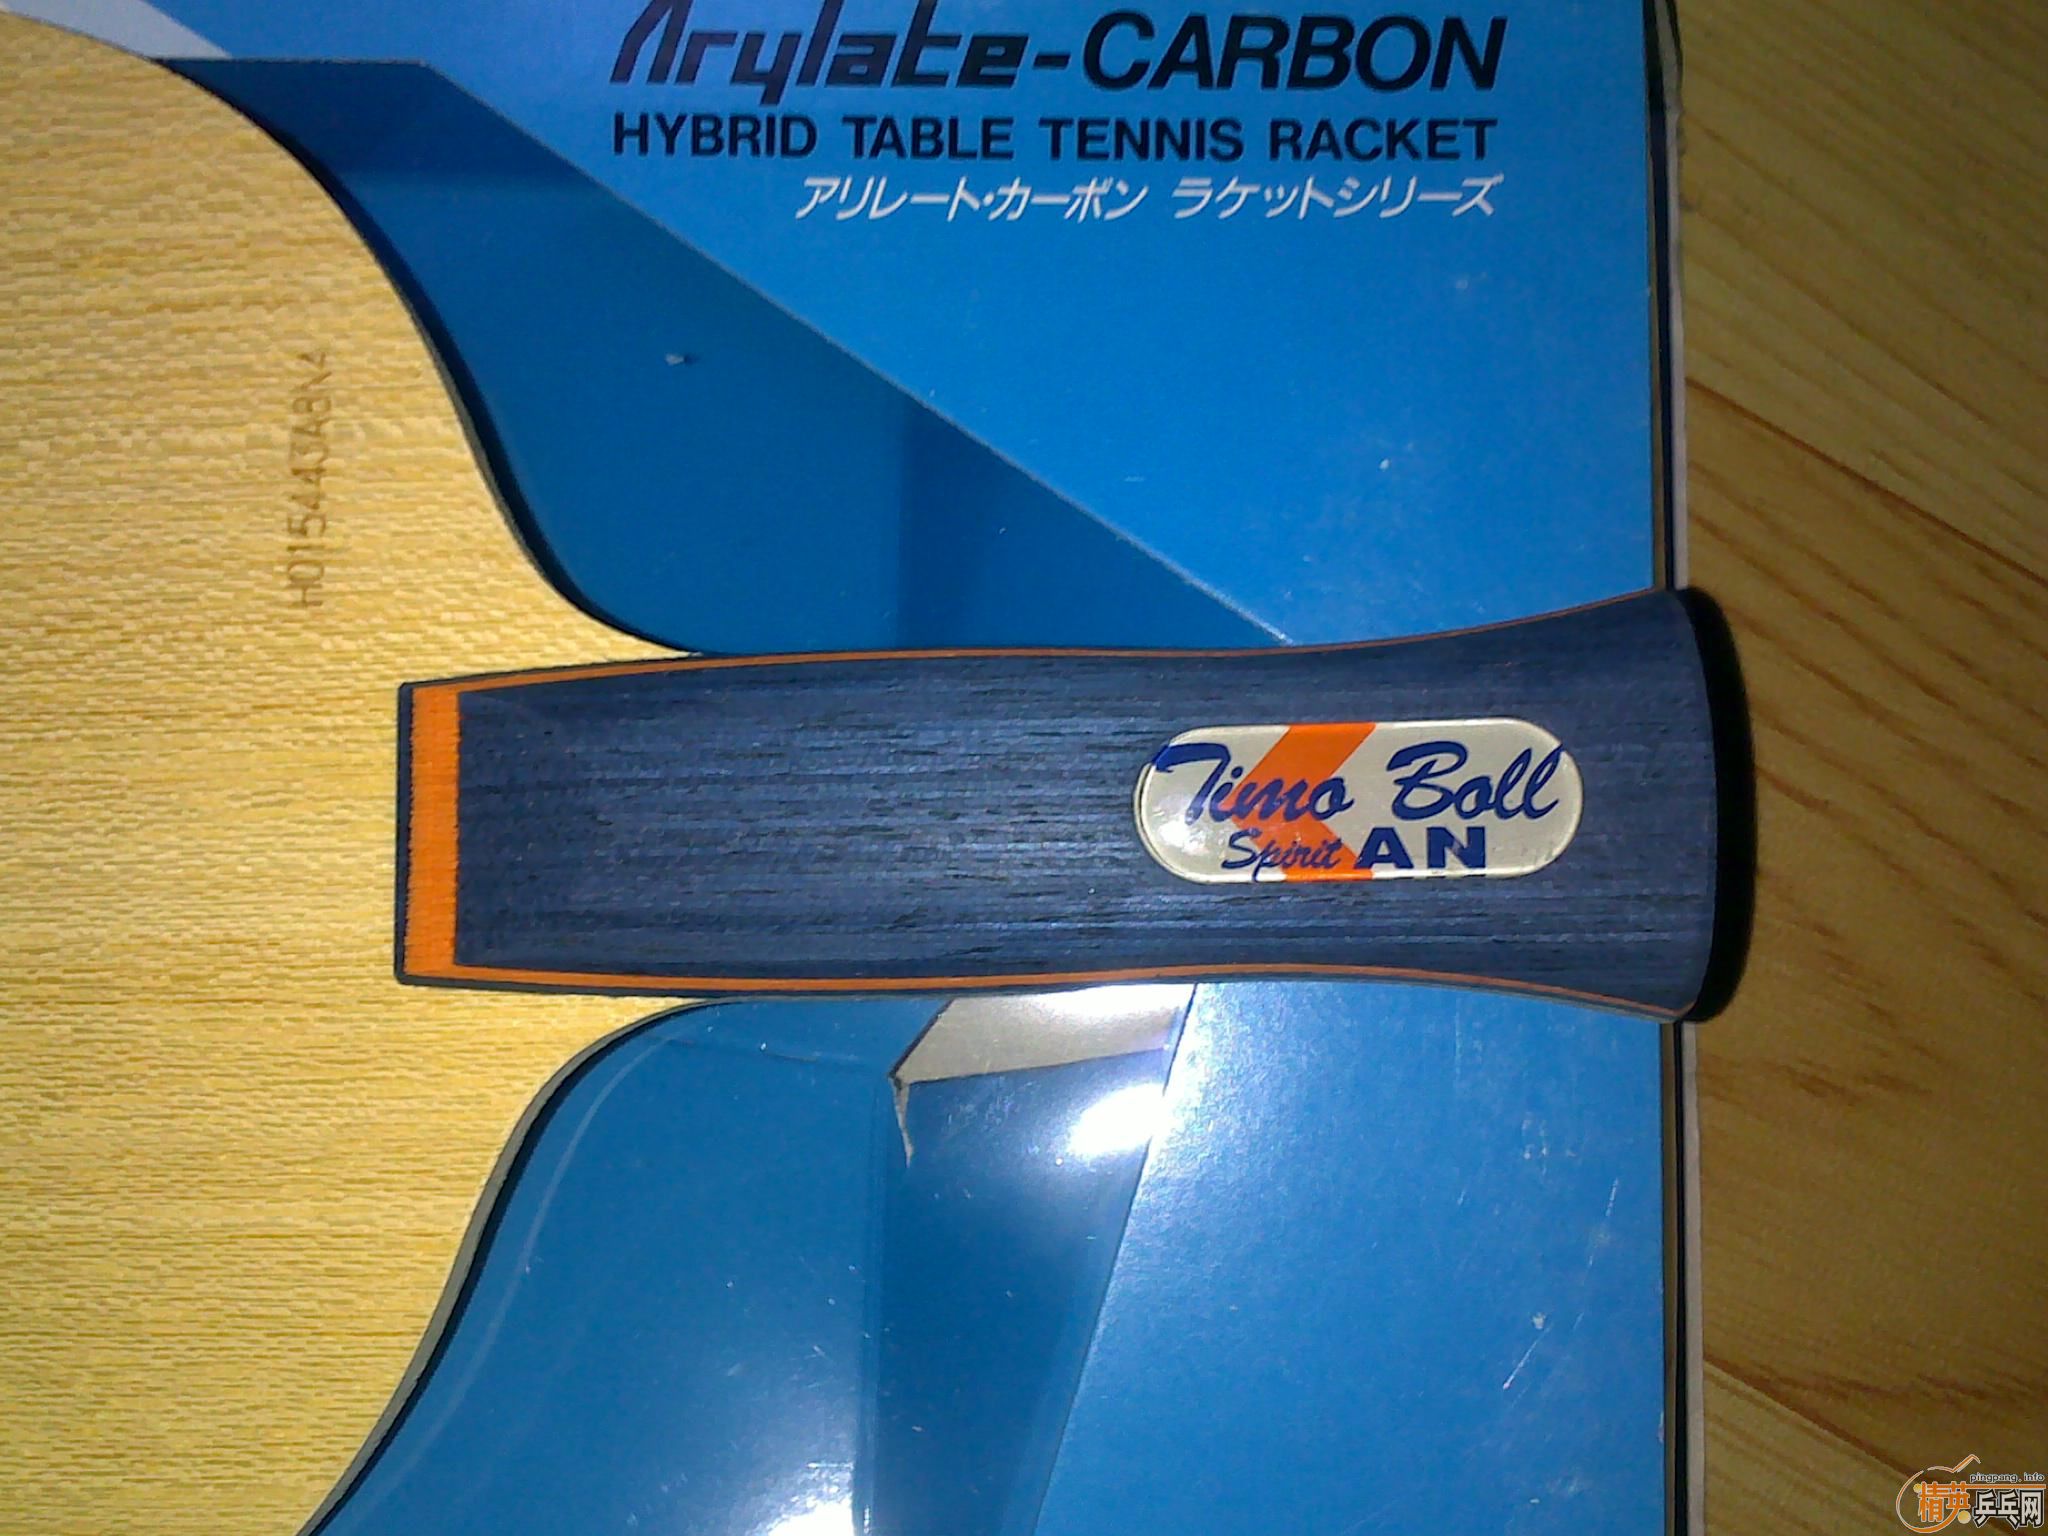 Arylate-CARBON
HYBRID TABLE TENNIS RACKET
アリレート・カーボン ラケットシリーズ
H015443A8N4
Timo Boll
Spirit AN
pingpang.info
精英乒乓网